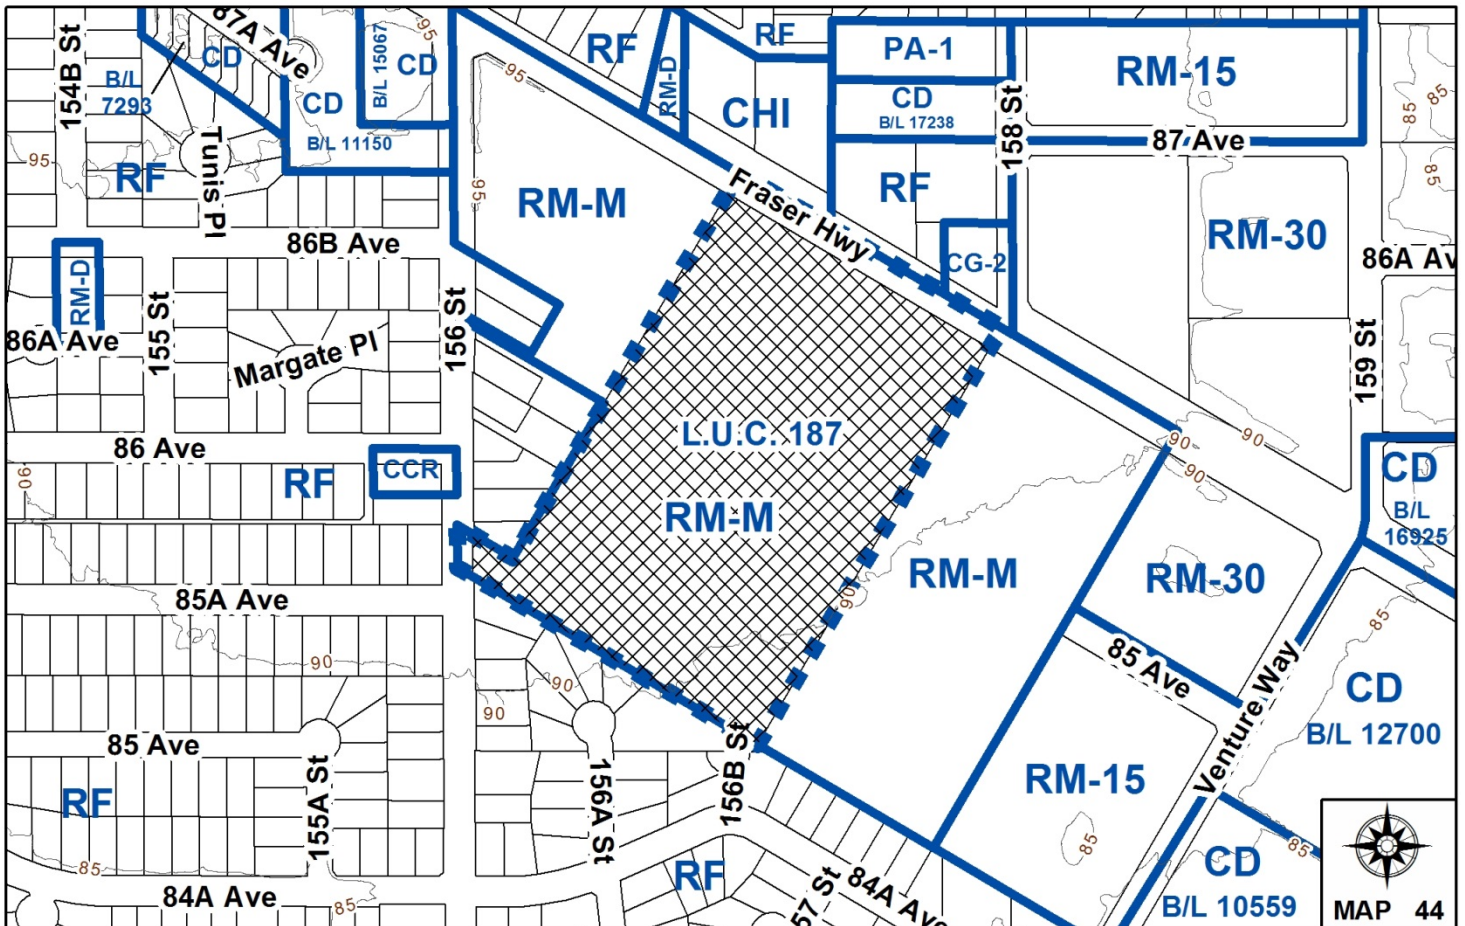 87A Ave
95
RF
RF
PA-1
RM-15
154B St
CD
B/L 15067
CD
RM-D
B/L
7293
CD
B/L 11150
95
CHI
CD
B/L 17238
158 St
87 Ave
85
85
85
95
RF
Tunis Pl
95
RM-M
Fraser Hwy
RF
RM-30
86B Ave
CG-2
86A Av
RM-D
86A Ave
155 St
Margate Pl
156 St
159 St
L.U.C. 187
86 Ave
90
RF
CCR
RM-M
90
90
90
CD
B/L
16925
RM-M
RM-30
85A Ave
90
85
90
90
90
85 Ave
Venture Way
CD
B/L 12700
85 Ave
RF
155A St
156A St
156B St
RM-15
85
85
85
CD
B/L 10559
84A Ave
85
RF
57 St
84A Ave
MAP 44